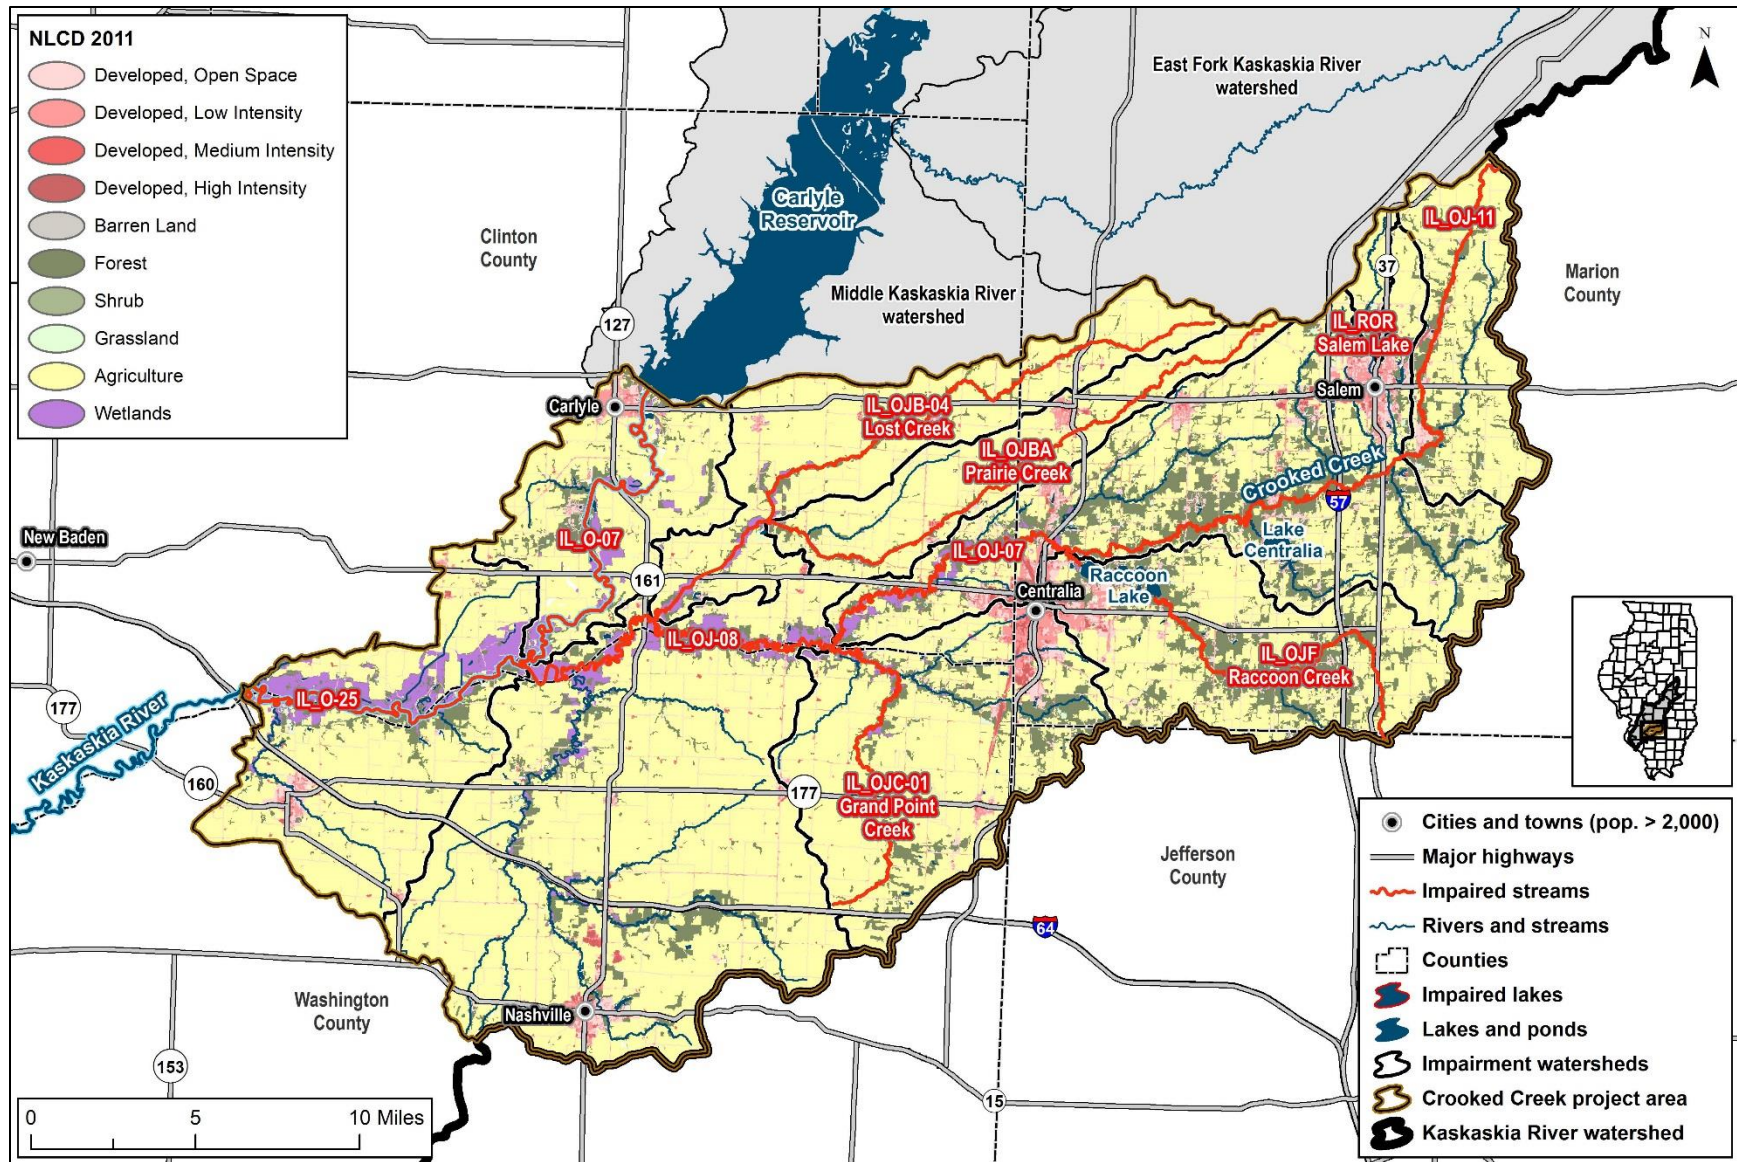 NLCD 2011
Developed, Open Space
Developed, Low Intensity
Developed, Medium Intensity
Developed, High Intensity
Barren Land
Forest
Shrub
Grassland
Agriculture
Wetlands
N
East Fork Kaskaskia River
watershed
Carlyle
Reservoir
Clinton
County
Middle Kaskaskia River
watershed
Marion
County
IL_OJ-11
37
127
IL_ROR
Salem Lake
Salem
Carlyle
IL_OJB-04
Lost Creek
IL_OJBA
Prairie Creek
Crooked Creek
57
Lake
Centralia
New Baden
IL_O-07
IL_OJ-07
161
Raccoon
Lake
Centralia
IL_OJ-08
IL_OJF
Raccoon Creek
IL_O-25
177
Kaskaskia River
160
177
IL_OJC-01
Grand Point
Creek
Jefferson
County
64
Washington
County
Nashville
153
15
0
5
10 Miles
Cities and towns (pop. > 2,000)
Major highways
Impaired streams
Rivers and streams
Counties
Impaired lakes
Lakes and ponds
Impairment watersheds
Crooked Creek project area
Kaskaskia River watershed